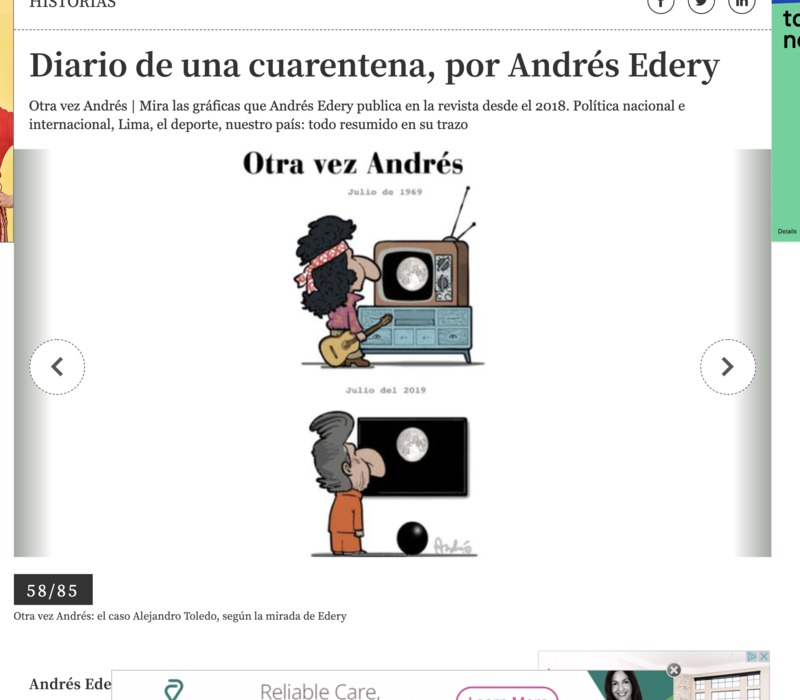 HISTORIAS
Diario de una cuarentena, por Andrés Edery
Otra vez Andrés | Mira las gráficas que Andrés Edery publica en la revista desde el 2018. Política nacional e
internacional, Lima, el deporte, nuestro país: todo resumido en su trazo
Otra vez Andrés
Julio de 1969
Julio del 2019
Andrés
58/85
Otra vez Andrés: el caso Alejandro Toledo, según la mirada de Edery
Andrés Ede
Reliable Care,
Learn More
Details